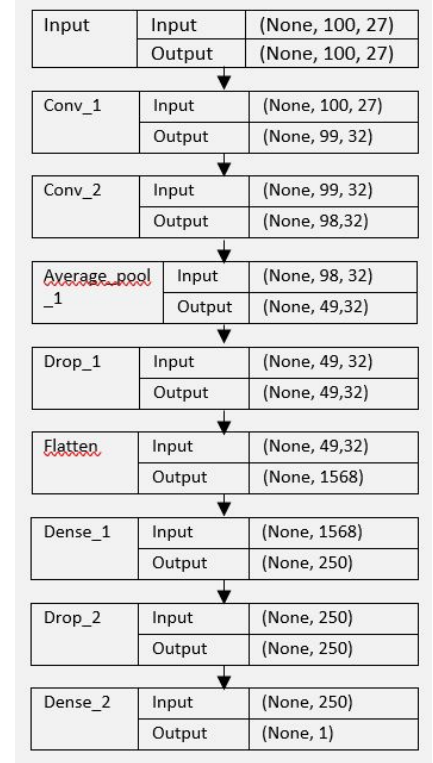 Input Input (None, 100, 27)
Output (None, 100, 27)
Conv_1 Input (None, 100, 27)
Output (None, 99, 32)
Conv_2 Input (None, 99, 32)
Output (None, 98,32)
Average_pool Input (None, 98, 32)
_1 Output (None, 49,32)
Drop_1 Input (None, 49, 32)
Output (None, 49,32)
Flatten Input (None, 49,32)
Output (None, 1568)
Dense_1 Input (None, 1568)
Output (None, 250)
Drop_2 Input (None, 250)
Output (None, 250)
Dense_2 Input (None, 250)
Output (None, 1)